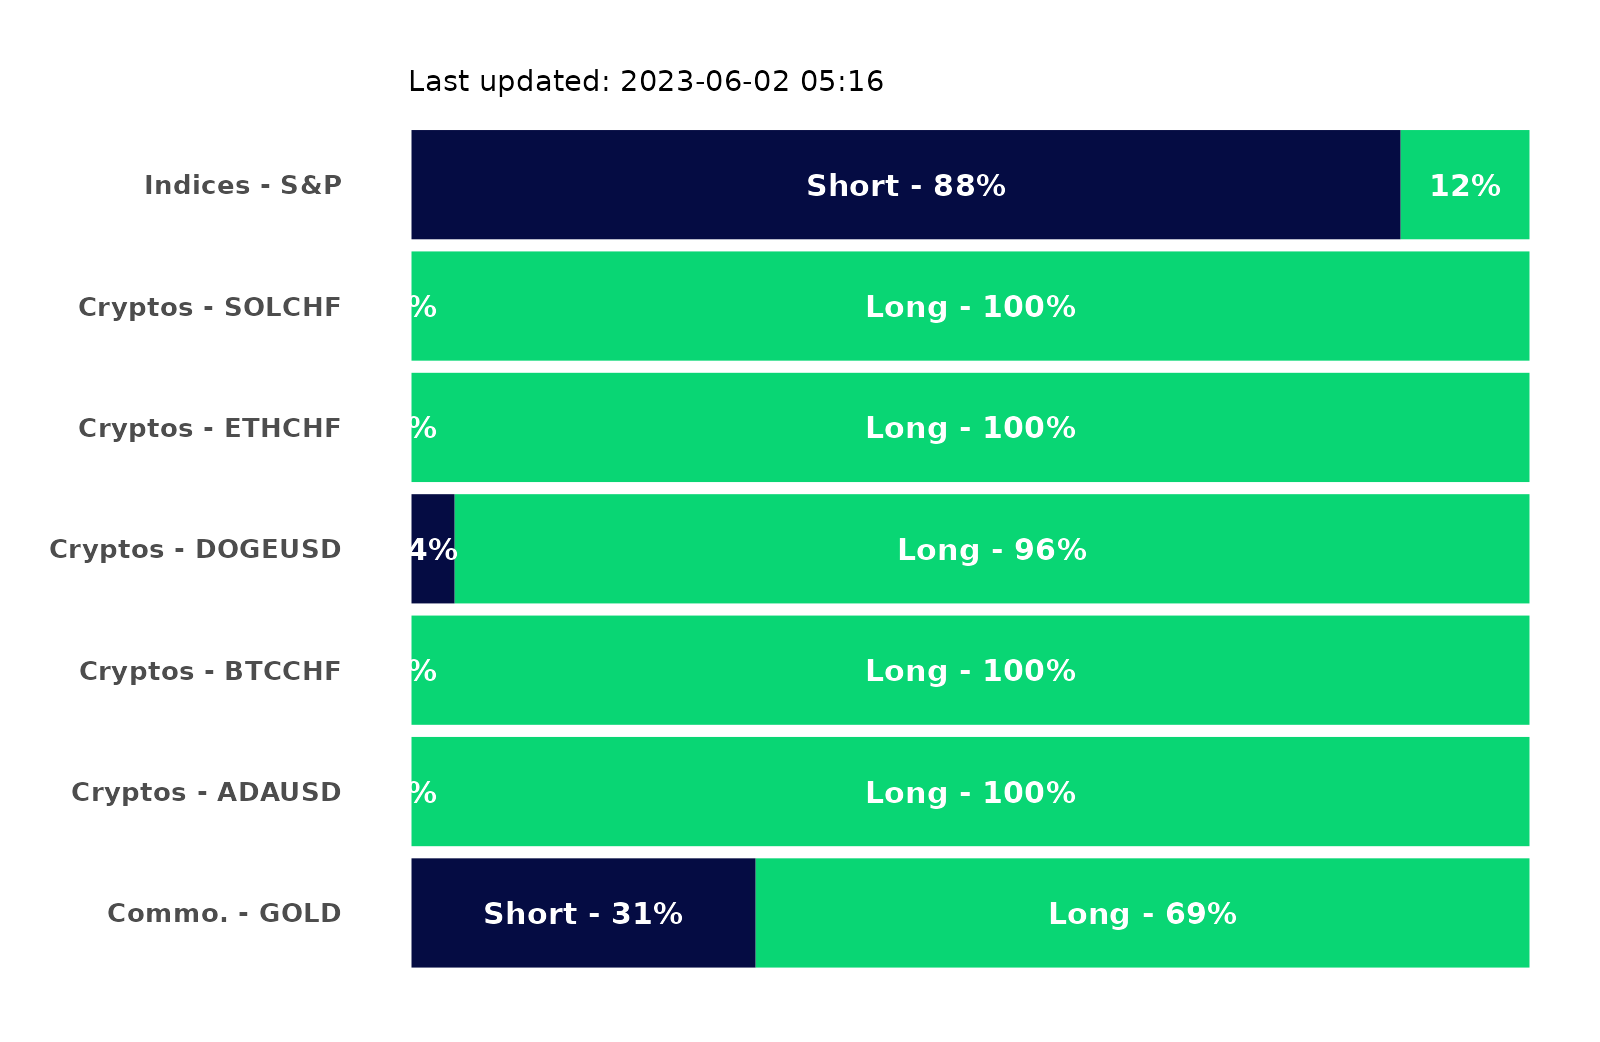 Last updated: 2023-06-02 05:16
Indices - S&P Short - 88% 12%
Cryptos - SOLCHF % Long - 100%
Cryptos - ETHCHF % Long - 100%
Cryptos - DOGEUSD 4% Long - 96%
Cryptos - BTCCHF % Long - 100%
Cryptos - ADAUSD % Long - 100%
Commo. - GOLD Short - 31% Long - 69%